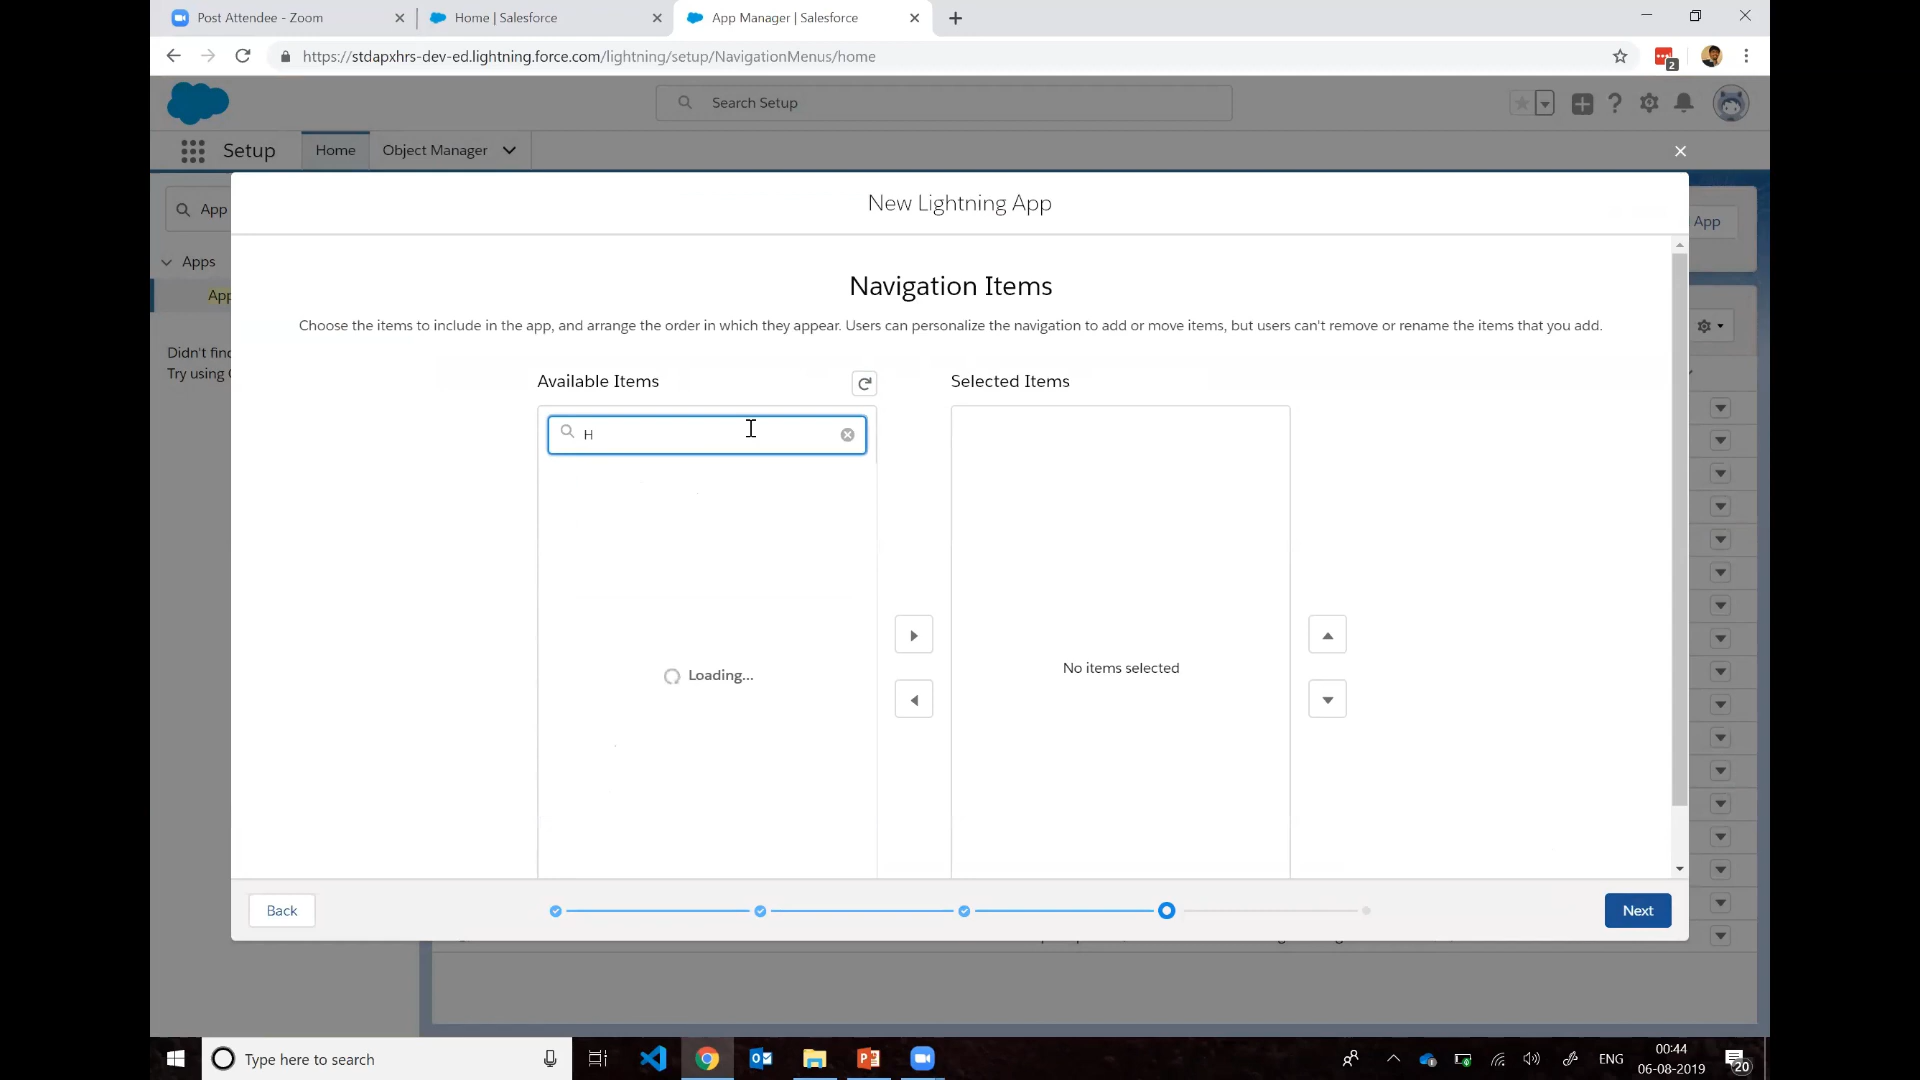 Post Attendee - Zoom
Home | Salesforce
App Manager | Salesforce
https://stdapxhrs-dev-ed.lightning.force.com/lightning/setup/NavigationMenus/home
2
Search Setup
Setup
Home
Object Manager
New Lightning App
App
App
Apps
App
Didn't find
Try using
Navigation Items
Choose the items to include in the app, and arrange the order in which they appear. Users can personalize the navigation to add or move items, but users can't remove or rename the items that you add.
Available Items
Selected Items
H
Loading...
No items selected
Back
Next
Type here to search
ENG
00:44
06-08-2019
20